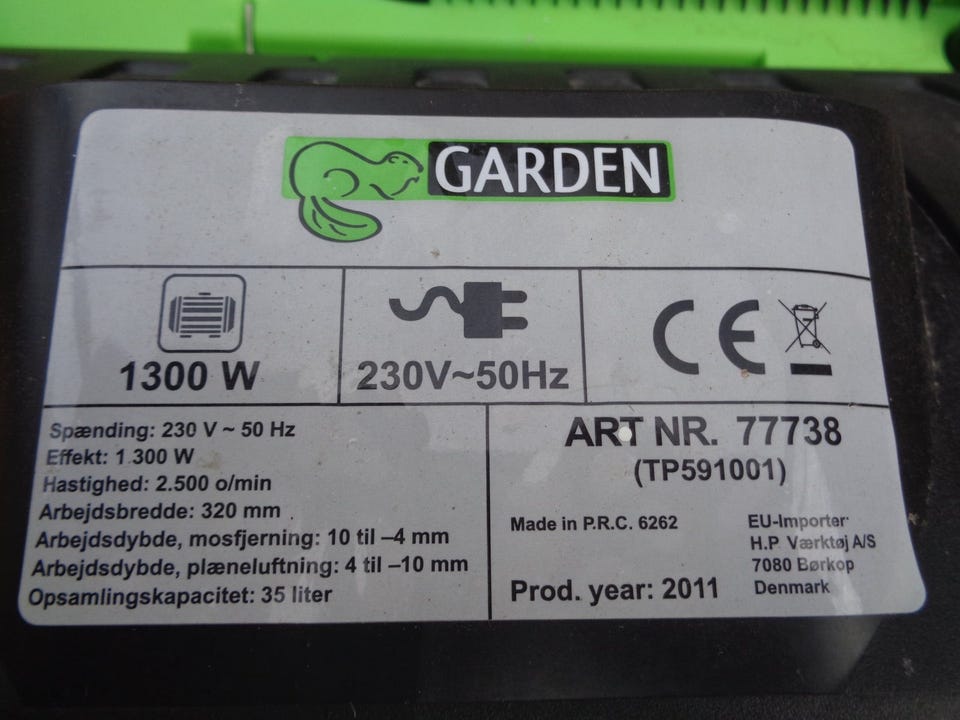 GARDEN
1300 W
230V~50Hz
CE
Spænding: 230 V ~ 50 Hz
Effekt: 1.300 W
Hastighed: 2.500 o/min
Arbejdsbredde: 320 mm
Arbejdsdybde, mosfjerning: 10 til –4 mm
Arbejdsdybde, plæneluftning: 4 til –10 mm
Opsamlingskapacitet: 35 liter
ART NR. 77738
(TP591001)
Made in P.R.C. 6262
Prod. year: 2011
EU-Importer:
H.P. Værktøj A/S
7080 Børkop
Denmark